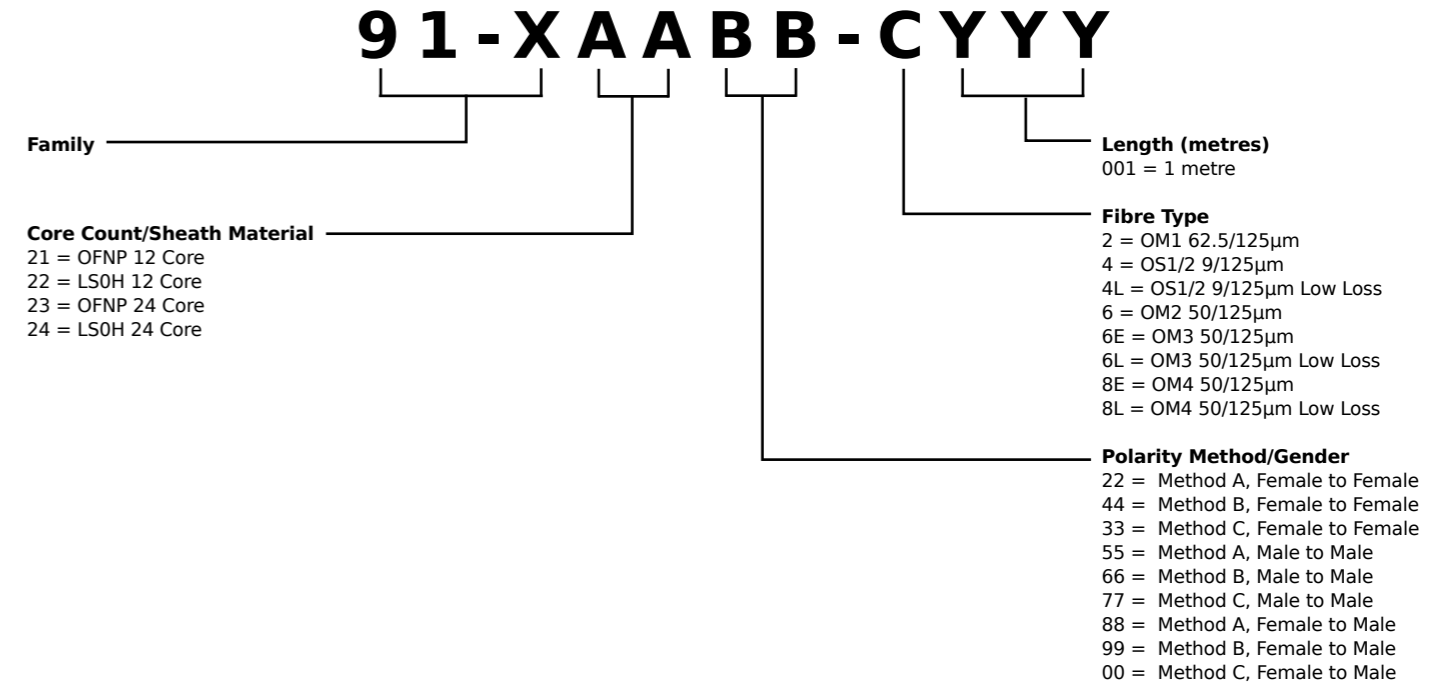 91-XAABB-CYYY
Family
Core Count/Sheath Material
21 = OFNP 12 Core
22 = LS0H 12 Core
23 = OFNP 24 Core
24 = LS0H 24 Core
Length (metres)
001 = 1 metre
Fibre Type
2 = OM1 62.5/125µm
4 = OS1/2 9/125µm
4L = OS1/2 9/125µm Low Loss
6 = OM2 50/125µm
6E = OM3 50/125µm
6L = OM3 50/125µm Low Loss
8E = OM4 50/125µm
8L = OM4 50/125µm Low Loss
Polarity Method/Gender
22 = Method A, Female to Female
44 = Method B, Female to Female
33 = Method C, Female to Female
55 = Method A, Male to Male
66 = Method B, Male to Male
77 = Method C, Male to Male
88 = Method A, Female to Male
99 = Method B, Female to Male
00 = Method C, Female to Male